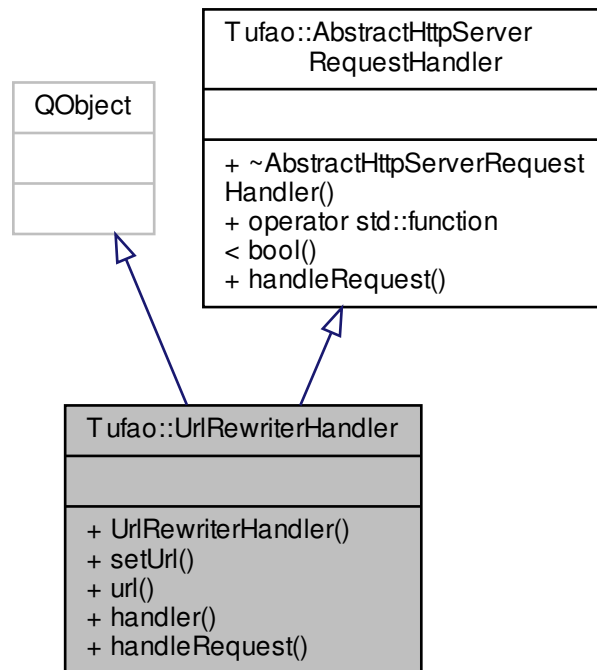 QObject
Tufao::AbstractHttpServer
RequestHandler
+ ~AbstractHttpServerRequest
Handler()
+ operator std::function
< bool()
+ handleRequest()
Tufao::UrlRewriterHandler
+ UrlRewriterHandler()
+ setUrl()
+ url()
+ handler()
+ handleRequest()